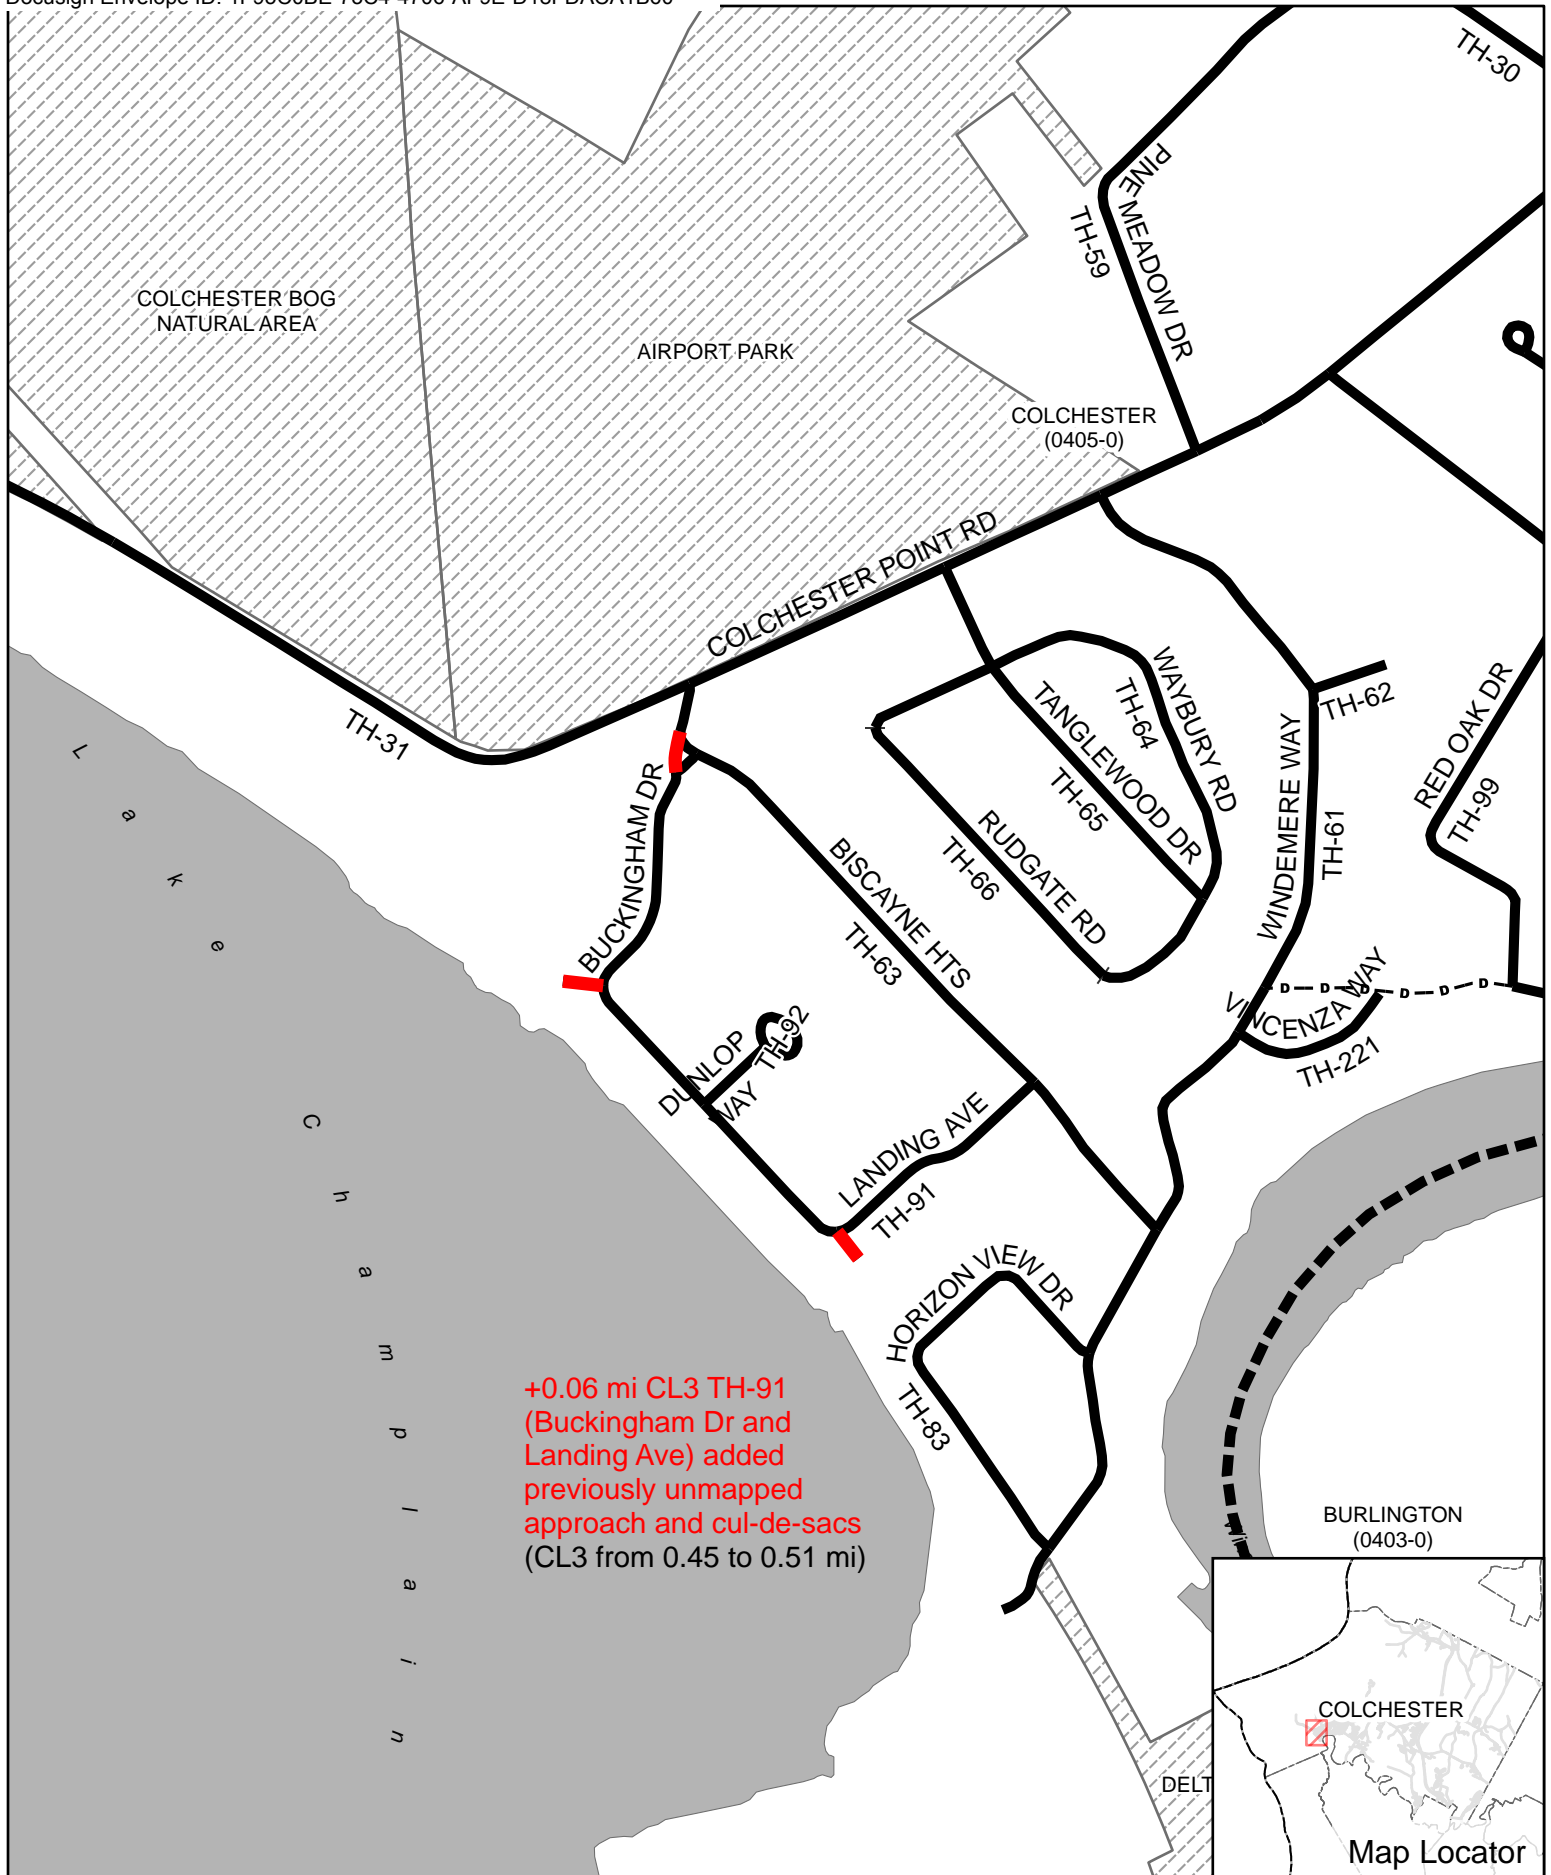 TH-30
PINE MEADOW DR
TH-59
COLCHESTER BOG
NATURAL AREA
AIRPORT PARK
COLCHESTER
(0405-0)
COLCHESTER POINT RD
TH-31
WAYBURY RD
TH-64
TANGLEWOOD DR
TH-65
RUDGATE RD
TH-66
TH-62
WINDEMERE WAY
TH-61
RED OAK DR
TH-99
BUCKINGHAM DR
BISCAYNE HTS
TH-63
D D D D D D
VINCENZA WAY
TH-221
DUNLOP
WAY
TH-92
LANDING AVE
TH-91
HORIZON VIEW DR
TH-83
Lake Champlain
+0.06 mi CL3 TH-91
(Buckingham Dr and
Landing Ave) added
previously unmapped
approach and cul-de-sacs
(CL3 from 0.45 to 0.51 mi)
BURLINGTON
(0403-0)
COLCHESTER
DELT
Map Locator